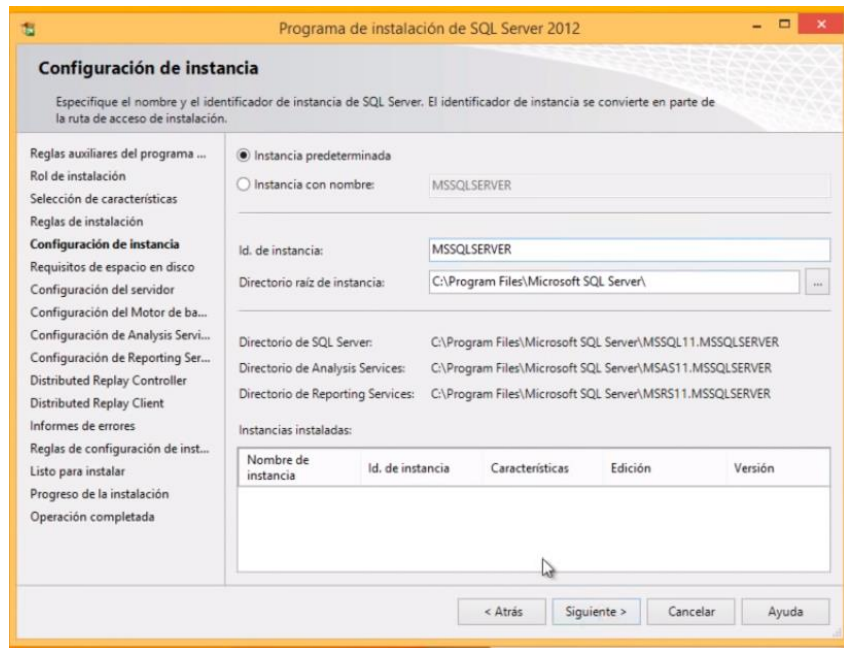 Programa de instalación de SQL Server 2012
Configuración de instancia
Especifique el nombre y el identificador de instancia de SQL Server. El identificador de instancia se convierte en parte de
la ruta de acceso de instalación.
Reglas auxiliares del programa ...
Rol de instalación
Selección de características
Reglas de instalación
Configuración de instancia
Requisitos de espacio en disco
Configuración del servidor
Configuración del Motor de ba...
Configuración de Analysis Servi...
Configuración de Reporting Ser...
Distributed Replay Controller
Distributed Replay Client
Informes de errores
Reglas de configuración de inst...
Listo para instalar
Progreso de la instalación
Operación completada
Instancia predeterminada
Instancia con nombre: MSSQLSERVER
Id. de instancia: MSSQLSERVER
Directorio raíz de instancia: C:\Program Files\Microsoft SQL Server\ ...
Directorio de SQL Server: C:\Program Files\Microsoft SQL Server\MSSQL11.MSSQLSERVER
Directorio de Analysis Services: C:\Program Files\Microsoft SQL Server\MSAS11.MSSQLSERVER
Directorio de Reporting Services: C:\Program Files\Microsoft SQL Server\MSRS11.MSSQLSERVER
Instancias instaladas:
Nombre de
instancia Id. de instancia Características Edición Versión
< Atrás Siguiente > Cancelar Ayuda